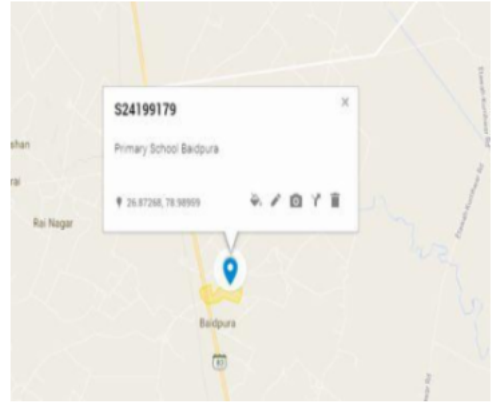 S24199179
Primary School Baidpura
26.87268, 78.98959
Rai Nagar
Baidpura